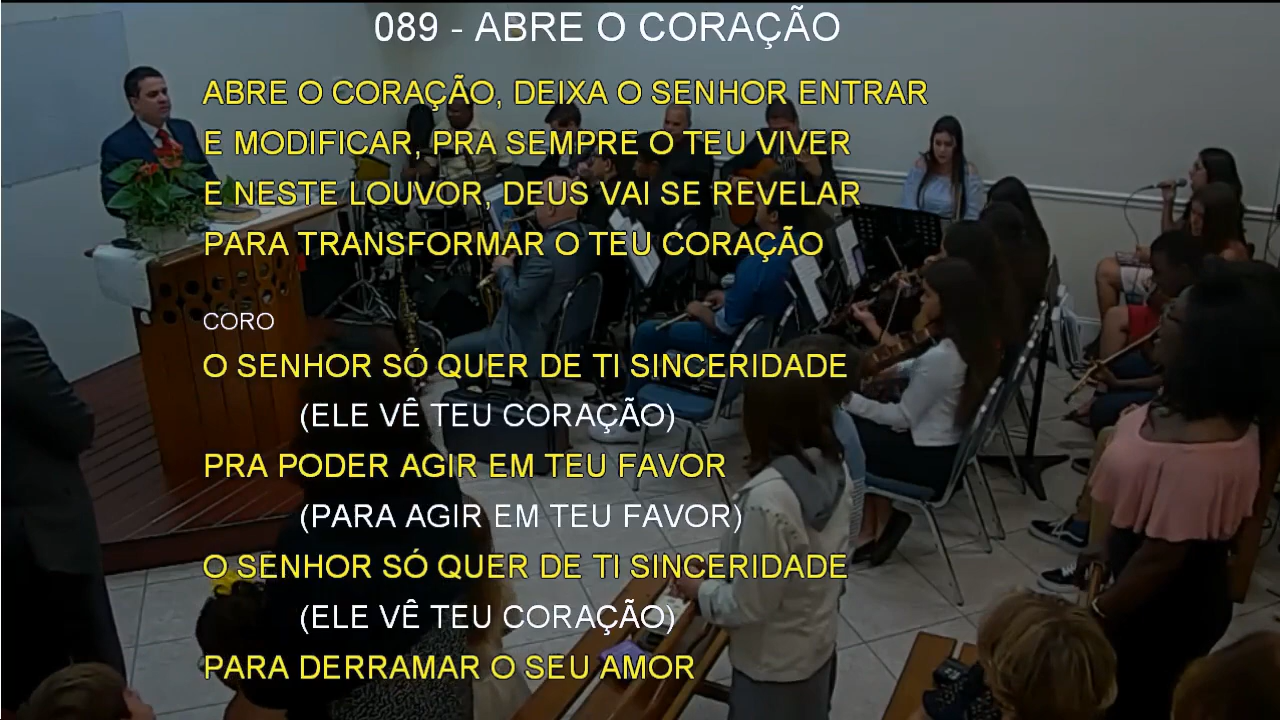 089 - ABRE O CORAÇÃO
ABRE O CORAÇÃO, DEIXA O SENHOR ENTRAR
E MODIFICAR, PRA SEMPRE O TEU VIVER
E NESTE LOUVOR, DEUS VAI SE REVELAR
PARA TRANSFORMAR O TEU CORAÇÃO
CORO
O SENHOR SÓ QUER DE TI SINCERIDADE
(ELE VÊ TEU CORAÇÃO)
PRA PODER AGIR EM TEU FAVOR
(PARA AGIR EM TEU FAVOR)
O SENHOR SÓ QUER DE TI SINCERIDADE
(ELE VÊ TEU CORAÇÃO)
PARA DERRAMAR O SEU AMOR